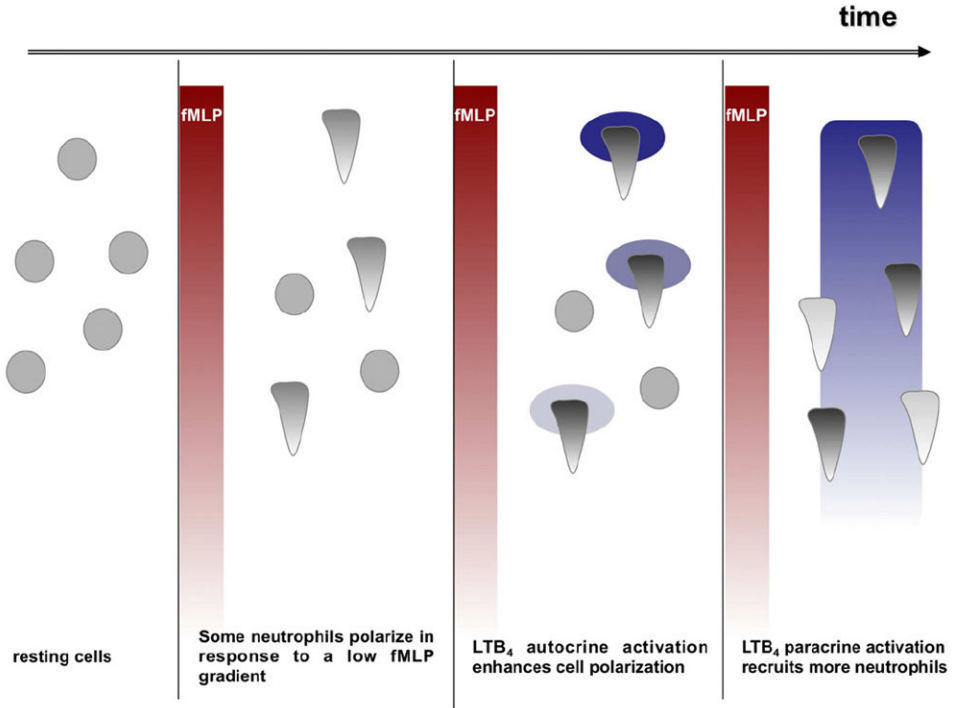 time
fMLP
fMLP
fMLP
resting cells
Some neutrophils polarize in
response to a low fMLP
gradient
LTB₄ autocrine activation
enhances cell polarization
LTB₄ paracrine activation
recruits more neutrophils